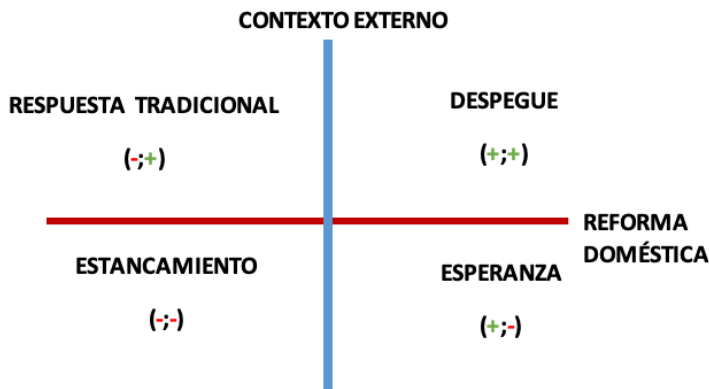 CONTEXTO EXTERNO
RESPUESTA TRADICIONAL
(-;+)
DESPEGUE
(+;+)
REFORMA
DOMÉSTICA
ESTANCAMIENTO
(-;-)
ESPERANZA
(+;-)